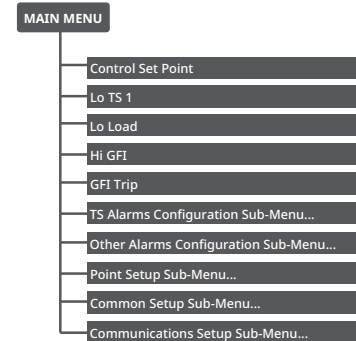 MAIN MENU
Control Set Point
Lo TS 1
Lo Load
Hi GFI
GFI Trip
TS Alarms Configuration Sub-Menu...
Other Alarms Configuration Sub-Menu...
Point Setup Sub-Menu...
Common Setup Sub-Menu...
Communications Setup Sub-Menu...